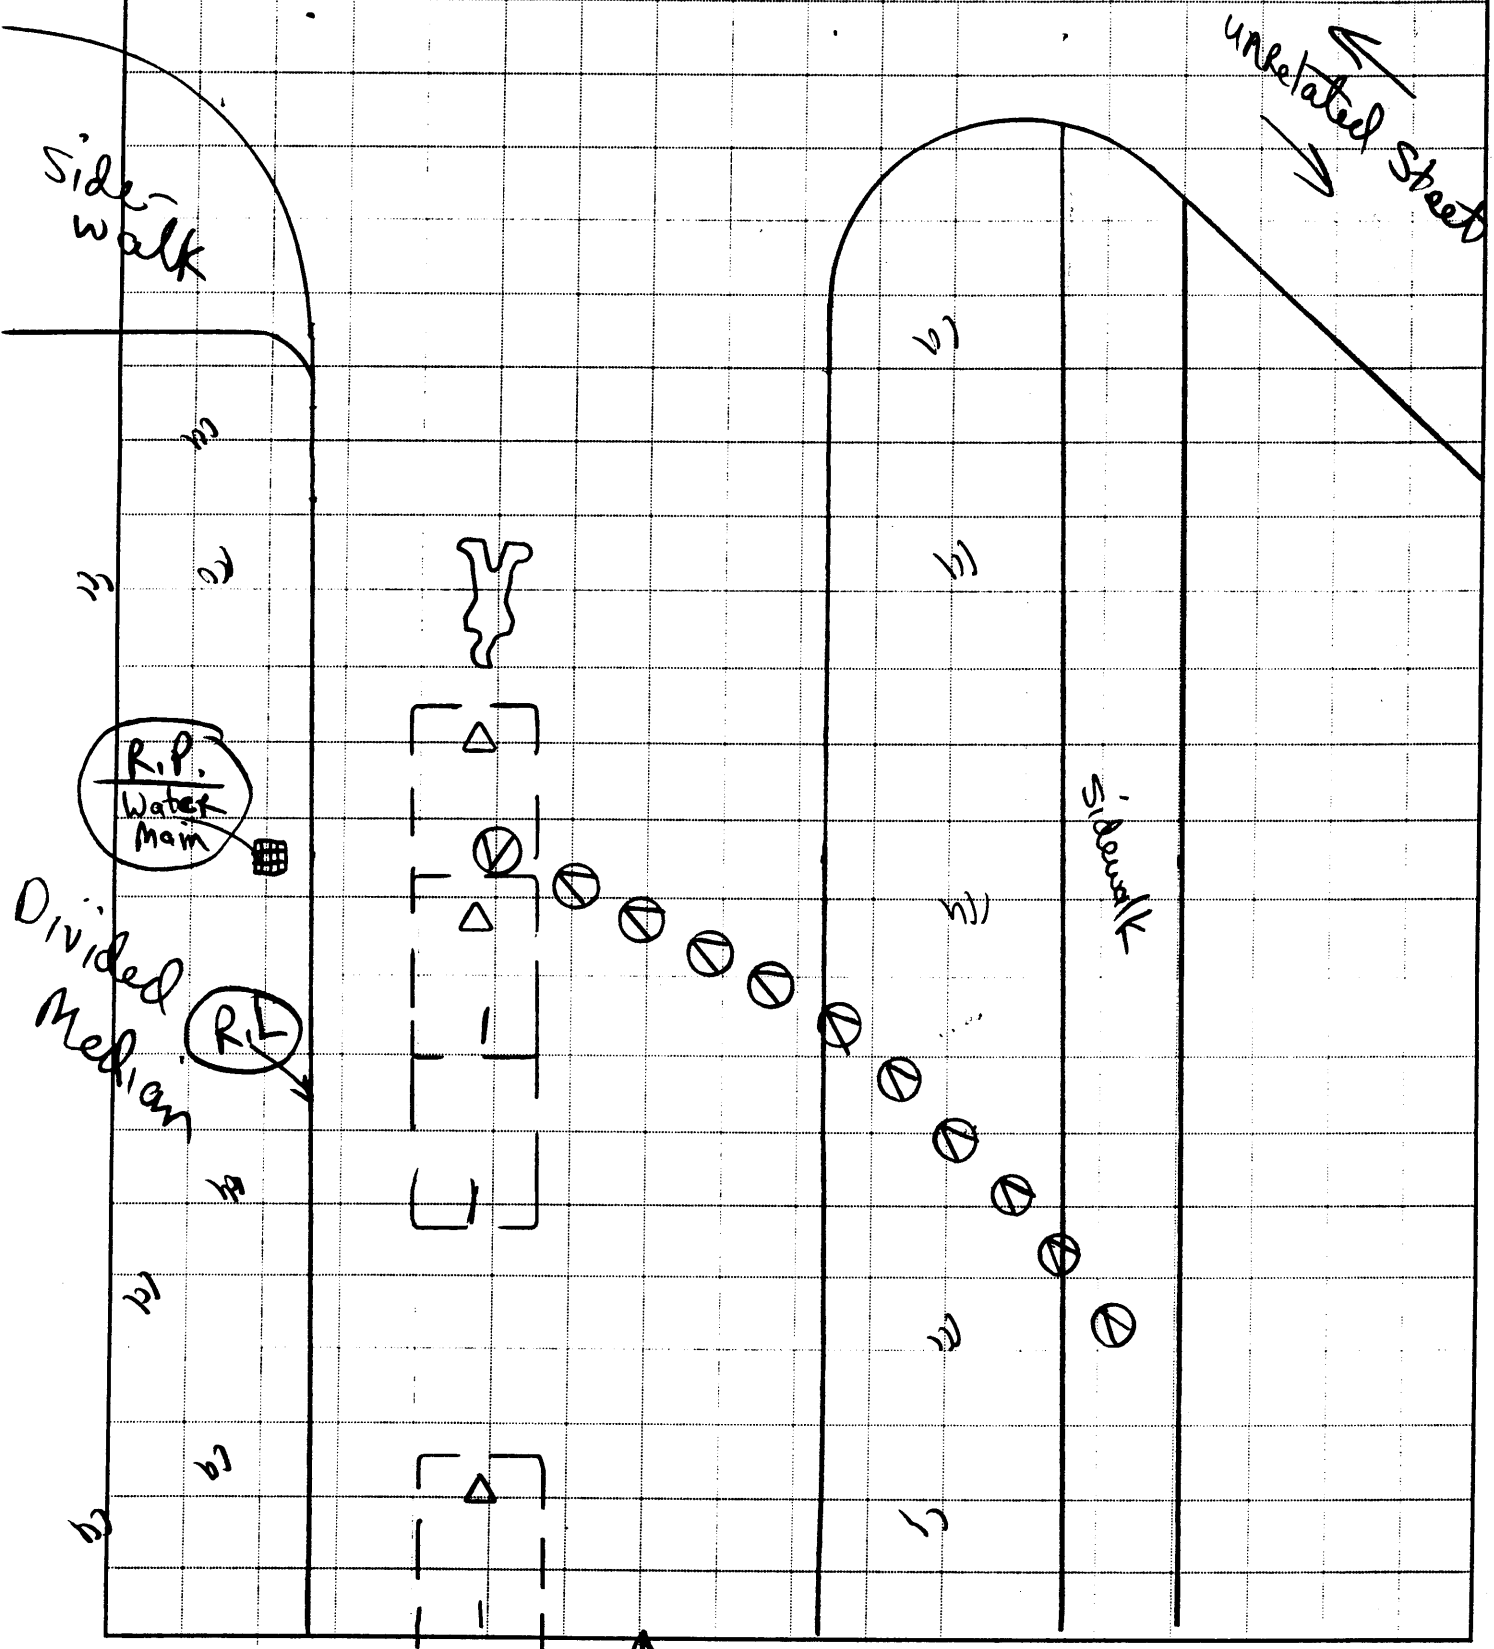 unRelated Street
Side-
walk
R.P.
Water
Main
Sidewalk
Divided
Median
R.L